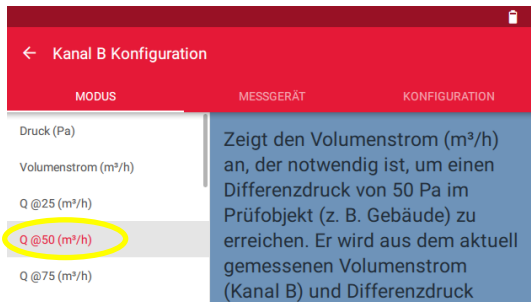 ← Kanal B Konfiguration
MODUS MESSGERÄT KONFIGURATION
Druck (Pa)
Volumenstrom (m³/h)
Q @25 (m³/h)
Q @50 (m³/h)
Q @75 (m³/h)
Zeigt den Volumenstrom (m³/h)
an, der notwendig ist, um einen
Differenzdruck von 50 Pa im
Prüfobjekt (z. B. Gebäude) zu
erreichen. Er wird aus dem aktuell
gemessenen Volumenstrom
(Kanal B) und Differenzdruck